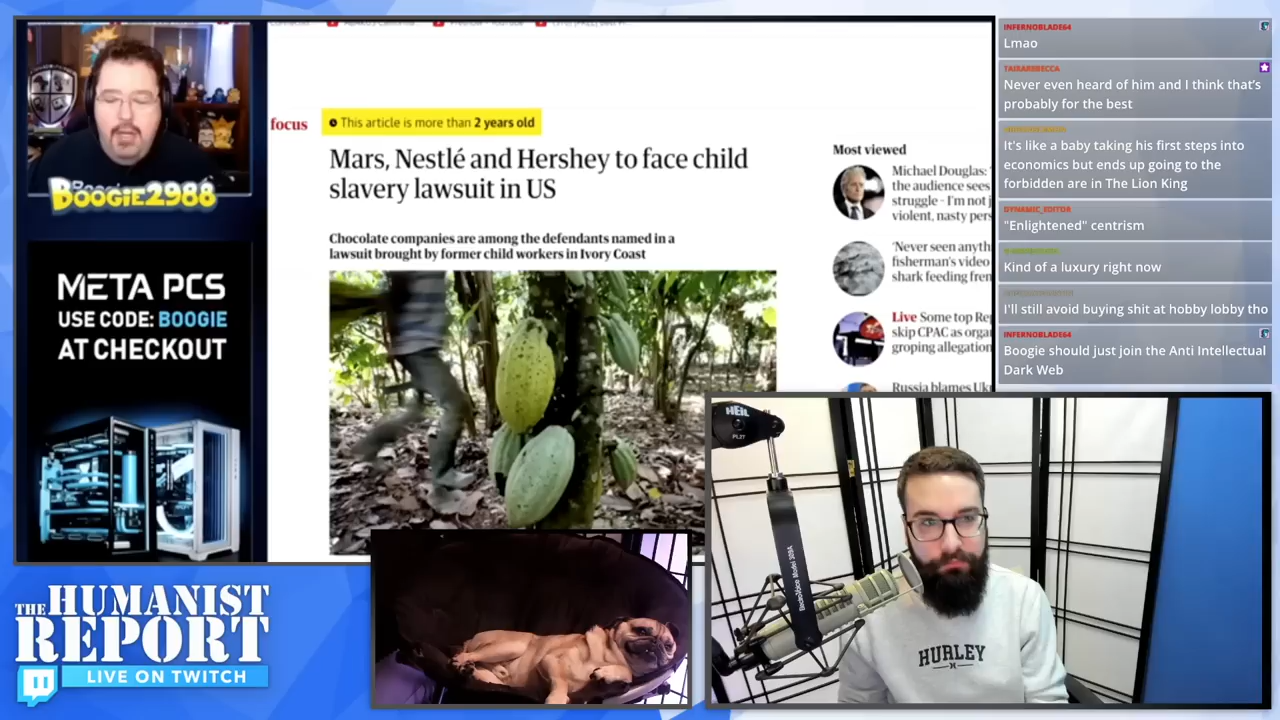 BOOGIE2988
META PCS
USE CODE: BOOGIE
AT CHECKOUT
focus
This article is more than 2 years old
Mars, Nestlé and Hershey to face child
slavery lawsuit in US
Chocolate companies are among the defendants named in a
lawsuit brought by former child workers in Ivory Coast
Most viewed
Michael Douglas:
the audience sees
struggle - I'm not
violent, nasty
'Never seen
fisherman's video
shark feeding
Live Some top
skip CPAC as
groping
Russia blames
INFERNOBLADE64
Lmao
TAIRAREBECCA
Never even heard of him and I think that's
probably for the best
It's like a baby taking his first steps into
economics but ends up going to the
forbidden are in The Lion King
DYNAMIC_EDITOR
"Enlightened" centrism
Kind of a luxury right now
I'll still avoid buying shit at hobby lobby tho
INFERNOBLADE64
Boogie should just join the Anti Intellectual
Dark Web
HEIL
PL2T
HURLEY
THE
HUMANIST
REPORT
LIVE ON TWITCH